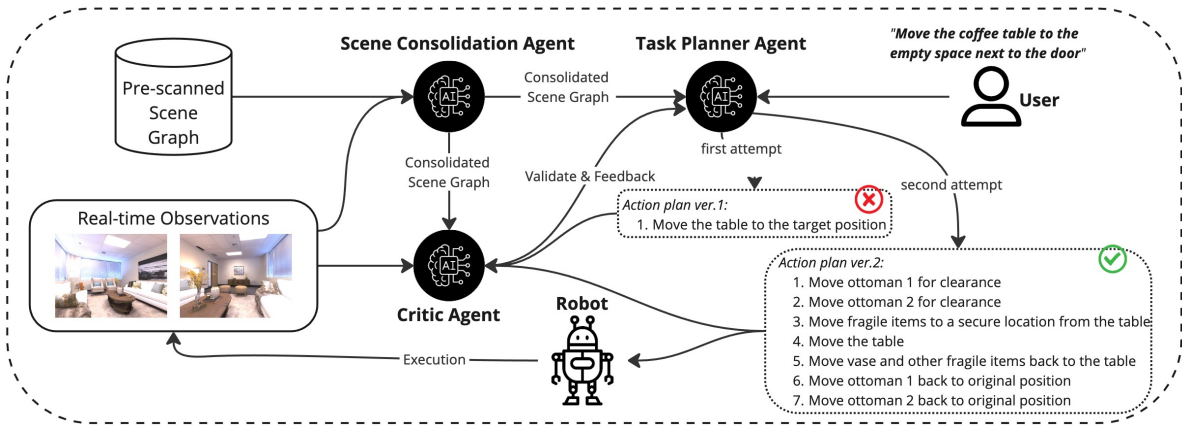 Scene Consolidation Agent
Task Planner Agent
"Move the coffee table to the
empty space next to the door"
Pre-scanned
Scene
Graph
AI
Consolidated
Scene Graph
AI
User
first attempt
Consolidated
Scene Graph
Validate & Feedback
second attempt
Real-time Observations
Action plan ver.1:
1. Move the table to the target position
AI
Critic Agent
Action plan ver.2:
1. Move ottoman 1 for clearance
2. Move ottoman 2 for clearance
3. Move fragile items to a secure location from the table
4. Move the table
5. Move vase and other fragile items back to the table
6. Move ottoman 1 back to original position
7. Move ottoman 2 back to original position
Robot
Execution